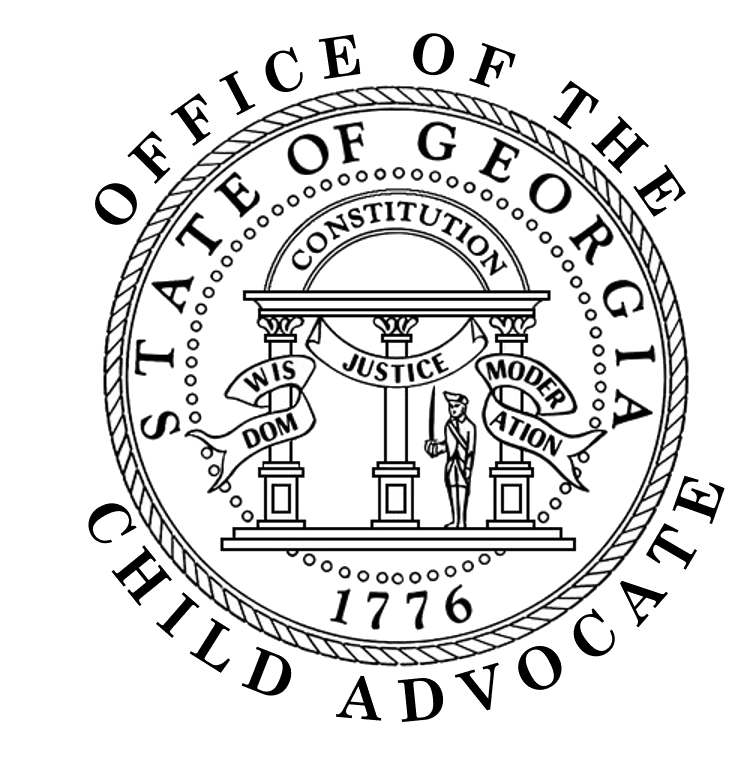 OFFICE OF THE
STATE OF GEORGIA
CONSTITUTION
JUSTICE
WIS
DOM
MODER
ATION
1776
CHILD ADVOCATE